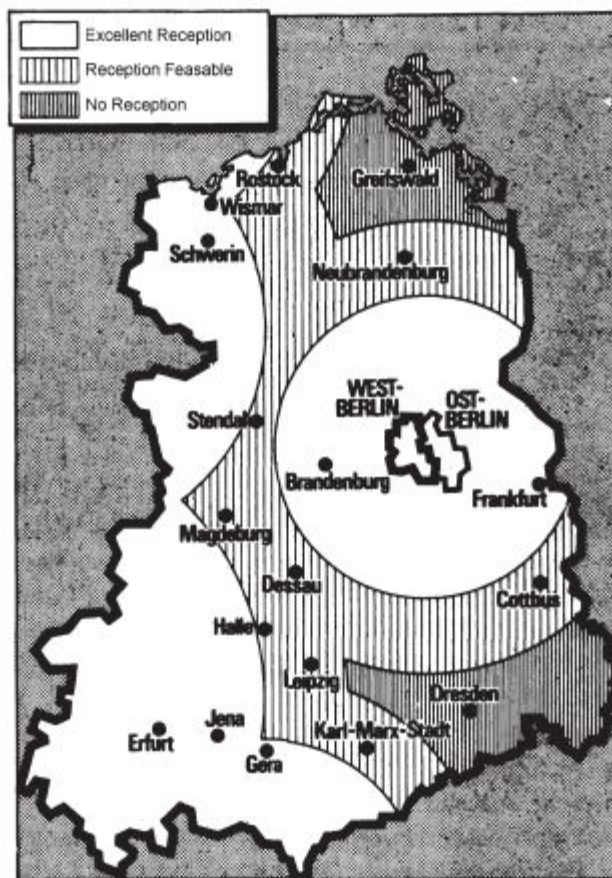 Excellent Reception
Reception Feasable
No Reception
Rostock
Greifswald
Wismar
Schwerin
Neubrandenburg
WEST-
BERLIN
OST-
BERLIN
Stendal
Brandenburg
Frankfurt
Magdeburg
Dessau
Cottbus
Halle
Leipzig
Dresden
Karl-Marx-Stadt
Erfurt
Jena
Gera